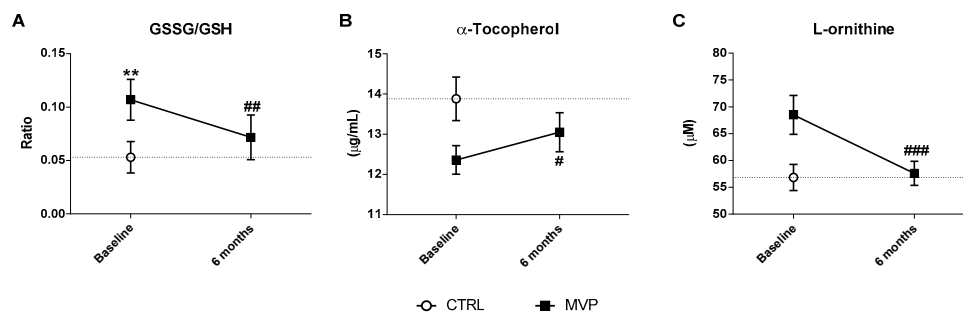 A GSSG/GSH
Ratio
0.15
0.10
0.05
0.00
**
##
Baseline
6 months
B α-Tocopherol
(μg/mL)
15
14
13
12
11
#
Baseline
6 months
C L-ornithine
(μM)
80
75
70
65
60
55
50
###
Baseline
6 months
CTRL MVP